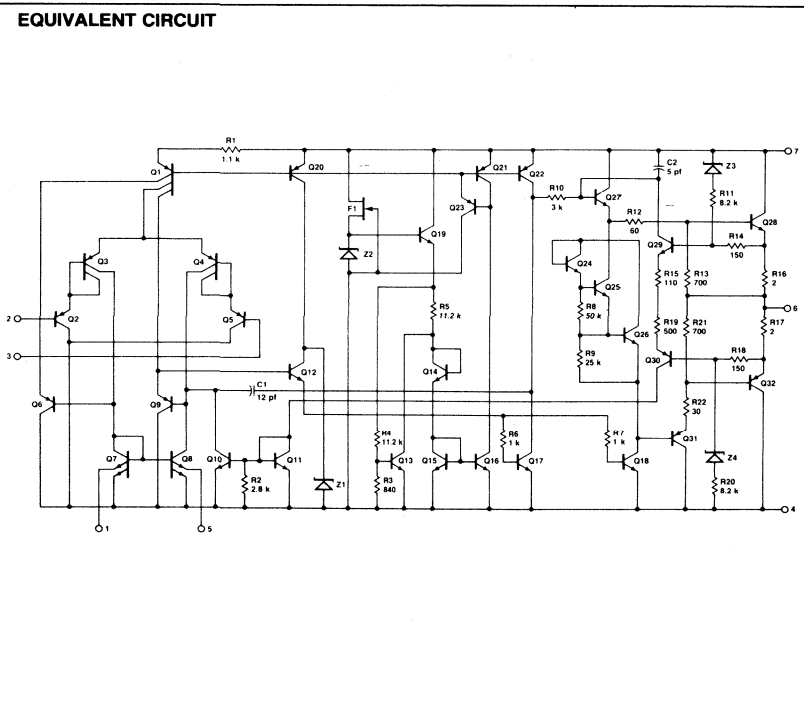 EQUIVALENT CIRCUIT
R1
1.1 k
7
Q1
Q20
Q21
Q22
C2
5 pf
Z3
R10
3 k
Q27
R11
8.2 k
F1
Q23
R12
60
Q28
Q19
Q29
R14
150
Q3
Q4
Z2
Q24
R15
110
R13
700
R16
2
Q25
R5
11.2 k
R8
50 k
6
2
Q2
Q5
Q26
R19
500
R21
700
R17
2
3
R9
25 k
Q30
R18
150
Q12
Q14
Q32
C1
12 pf
Q6
Q9
R22
30
R4
11.2 k
R6
1 k
R7
1 k
Q31
Q7
Q8
Q10
Q11
Q13
Q15
Q16
Q17
Q18
Z4
R2
2.8 k
Z1
R3
840
R20
8.2 k
4
1
5